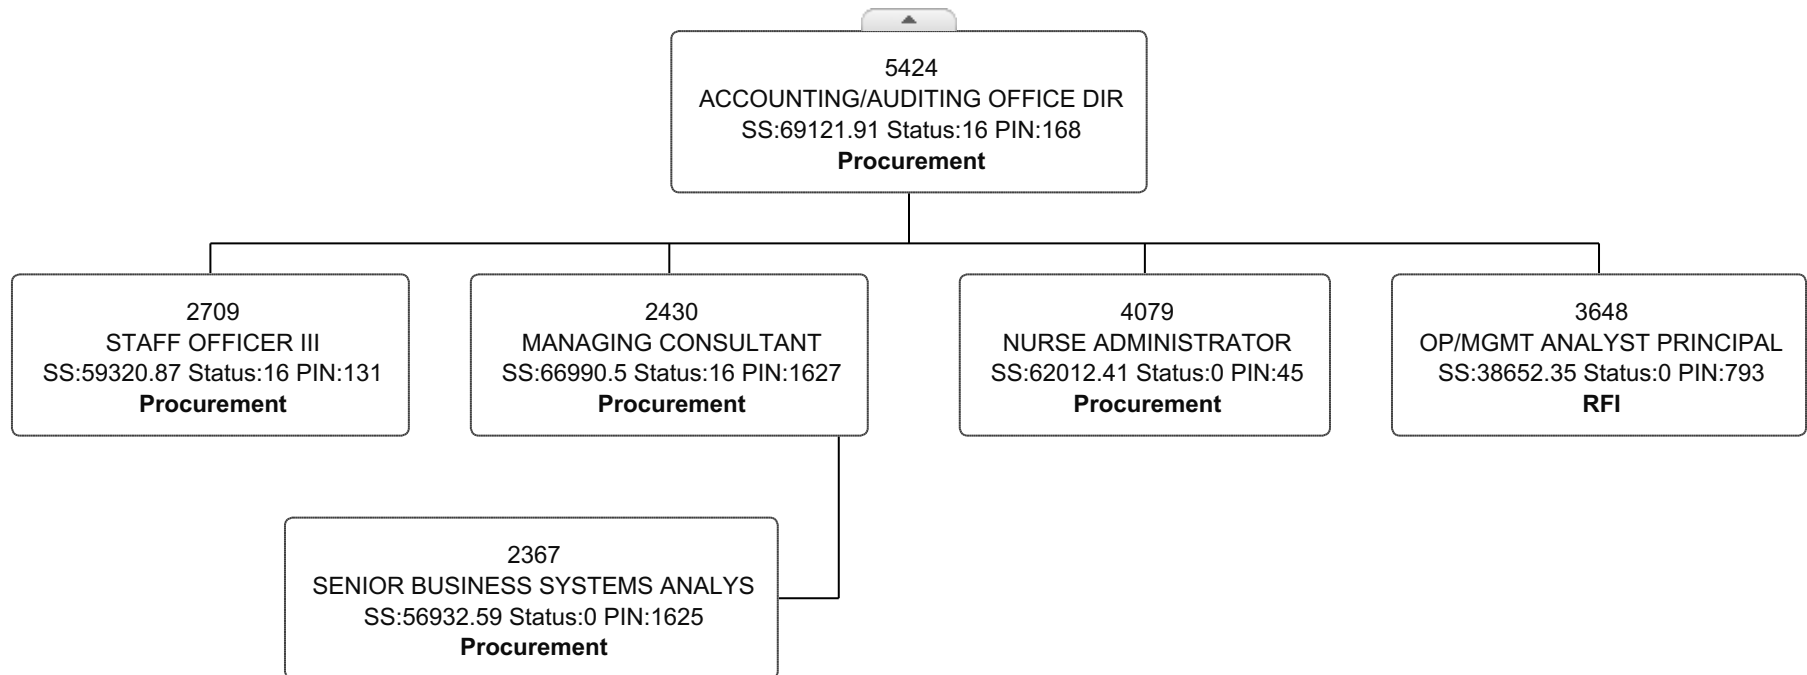 5424
ACCOUNTING/AUDITING OFFICE DIR
SS:69121.91 Status:16 PIN:168
Procurement
2709
STAFF OFFICER III
SS:59320.87 Status:16 PIN:131
Procurement
2430
MANAGING CONSULTANT
SS:66990.5 Status:16 PIN:1627
Procurement
4079
NURSE ADMINISTRATOR
SS:62012.41 Status:0 PIN:45
Procurement
3648
OP/MGMT ANALYST PRINCIPAL
SS:38652.35 Status:0 PIN:793
RFI
2367
SENIOR BUSINESS SYSTEMS ANALYS
SS:56932.59 Status:0 PIN:1625
Procurement